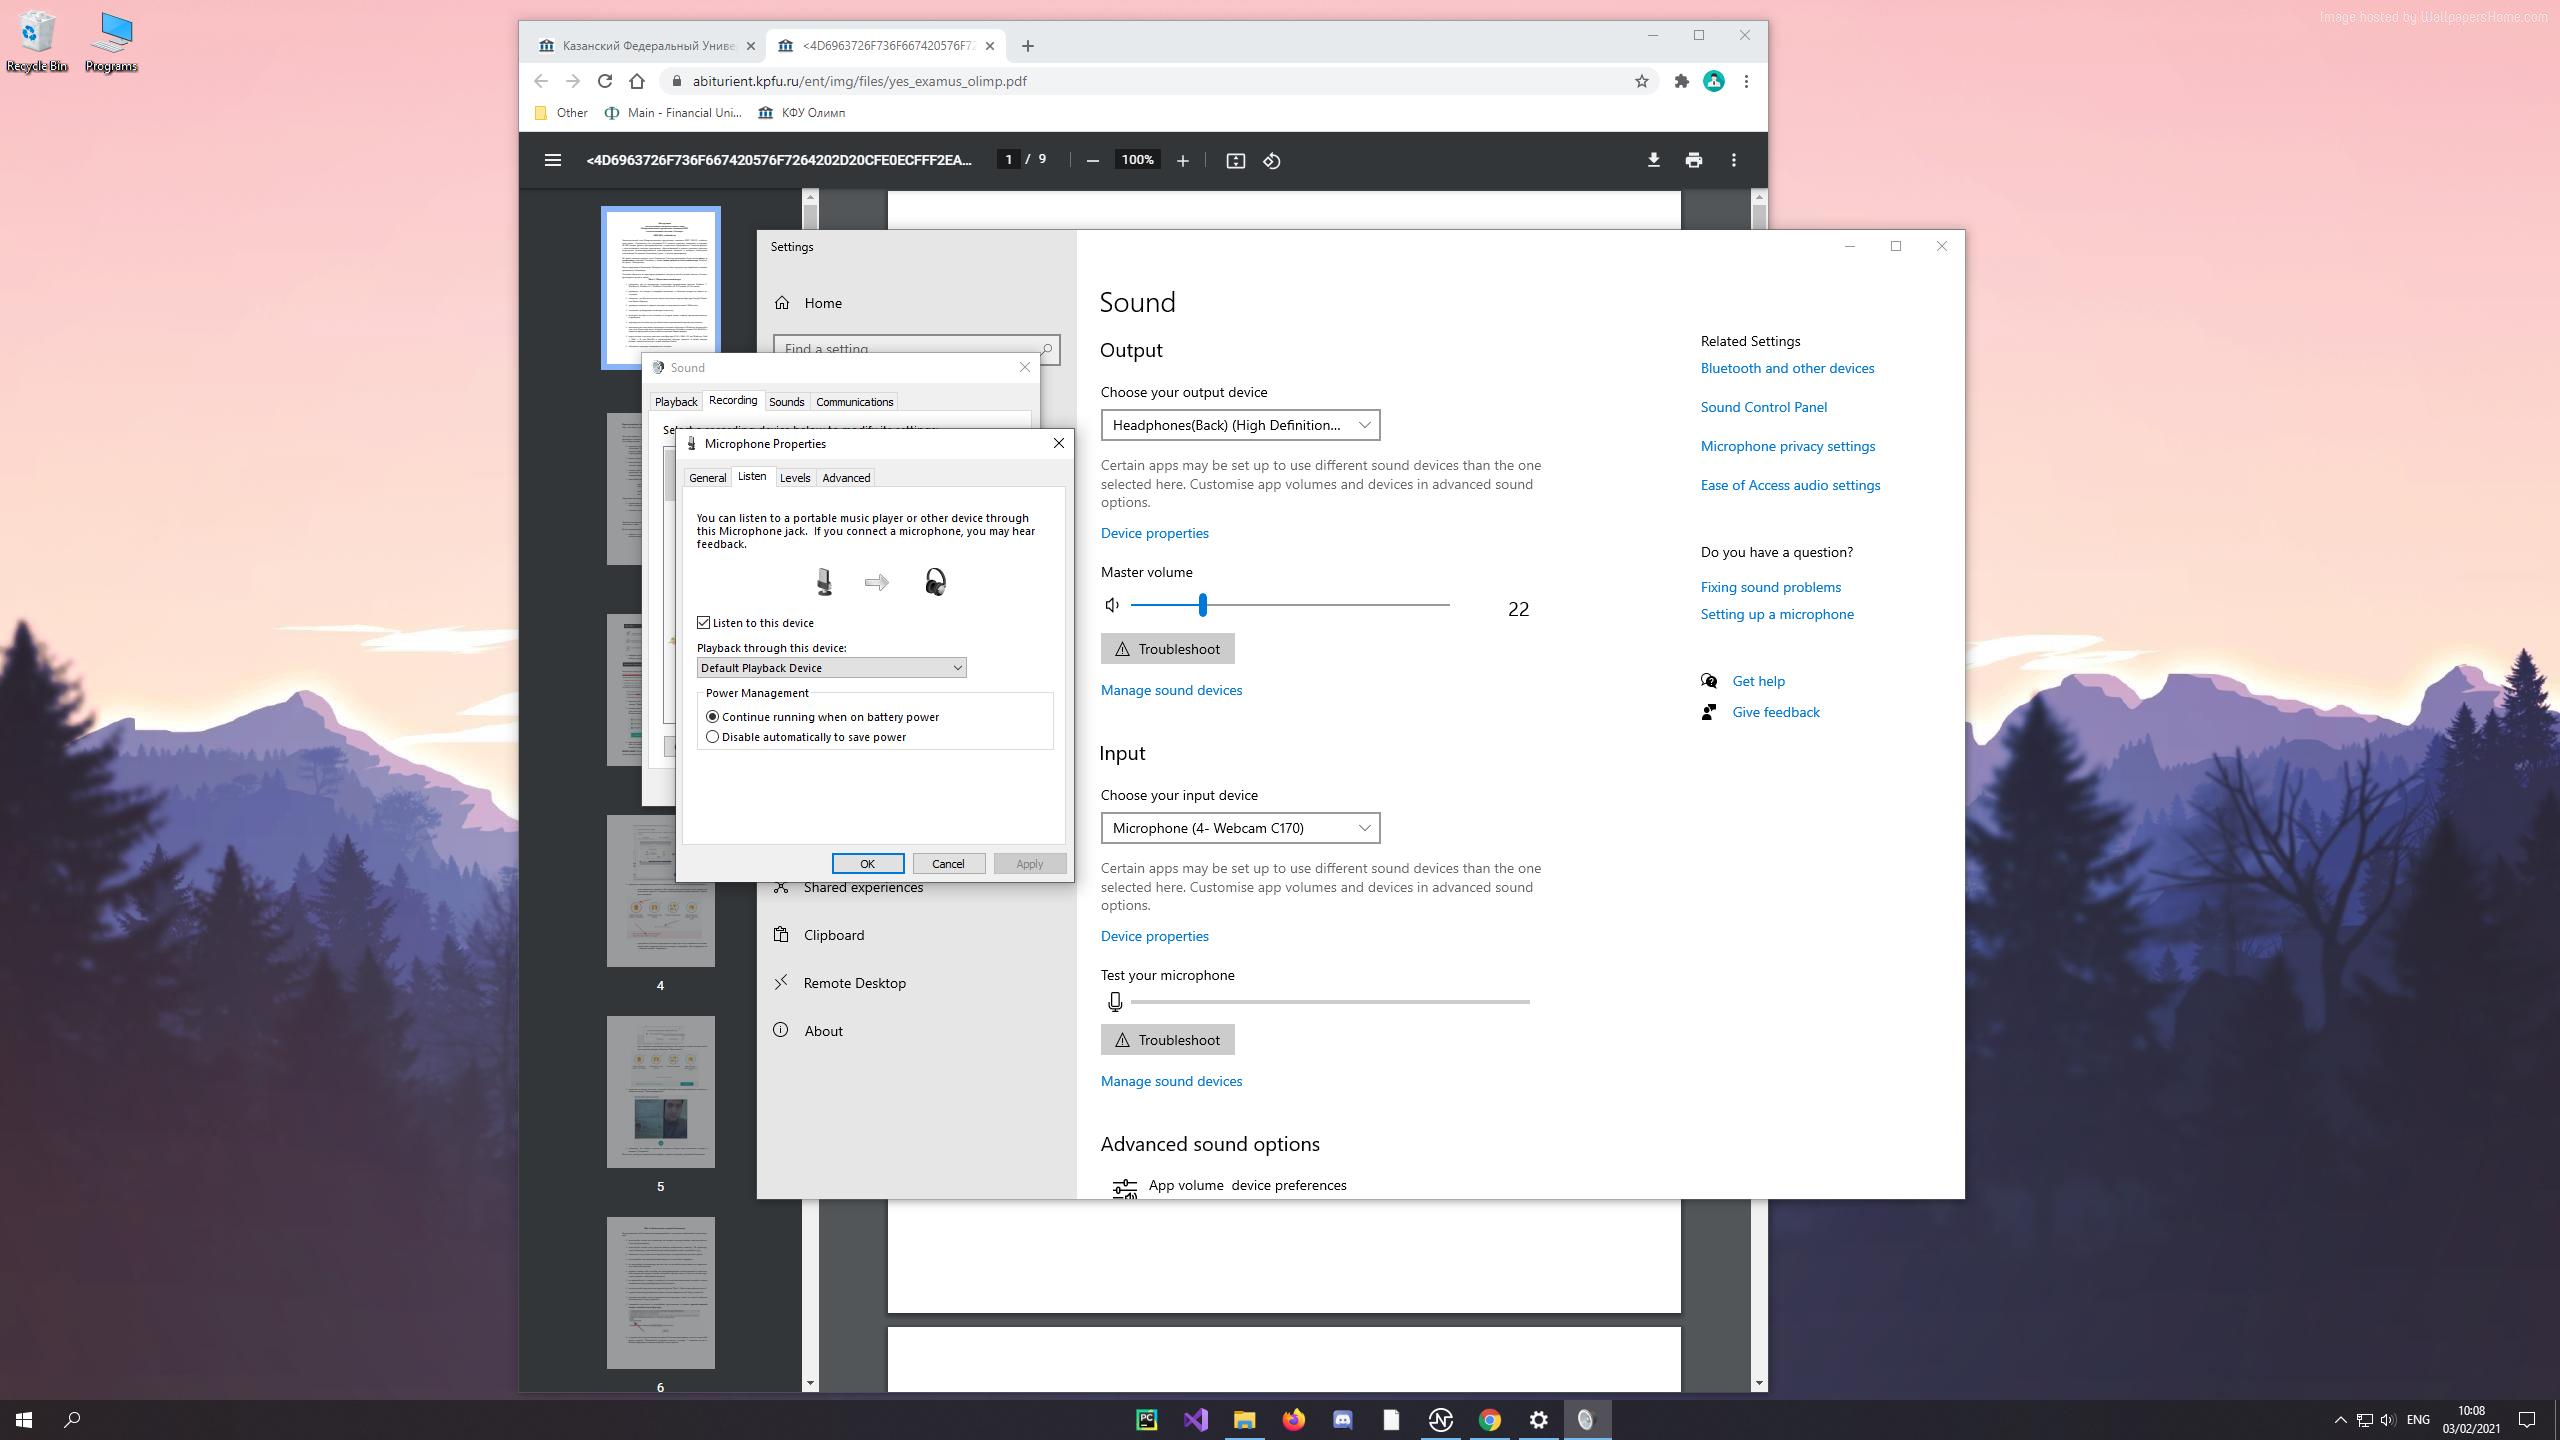 Image hosted by WallpapersHome.com
Recycle Bin
Programs
Казанский Федеральный Универ
<4D6963726F736F667420576F72
abiturient.kpfu.ru/ent/img/files/yes_examus_olimp.pdf
Other
Main - Financial Uni...
КФУ Олимп
<4D6963726F736F667420576F7264202D20CFE0ECFFF2EA...
1 / 9
100%
4
5
6
Settings
Home
Find a setting
Shared experiences
Clipboard
Remote Desktop
About
Sound
Output
Choose your output device
Headphones(Back) (High Definition...
Certain apps may be set up to use different sound devices than the one
selected here. Customise app volumes and devices in advanced sound
options.
Device properties
Master volume
22
Troubleshoot
Manage sound devices
Input
Choose your input device
Microphone (4- Webcam C170)
Certain apps may be set up to use different sound devices than the one
selected here. Customise app volumes and devices in advanced sound
options.
Device properties
Test your microphone
Troubleshoot
Manage sound devices
Advanced sound options
App volume device preferences
Related Settings
Bluetooth and other devices
Sound Control Panel
Microphone privacy settings
Ease of Access audio settings
Do you have a question?
Fixing sound problems
Setting up a microphone
Get help
Give feedback
Sound
Playback
Recording
Sounds
Communications
Microphone Properties
General
Listen
Levels
Advanced
You can listen to a portable music player or other device through
this Microphone jack. If you connect a microphone, you may hear
feedback.
Listen to this device
Playback through this device:
Default Playback Device
Power Management
Continue running when on battery power
Disable automatically to save power
OK
Cancel
Apply
ENG
10:08
03/02/2021